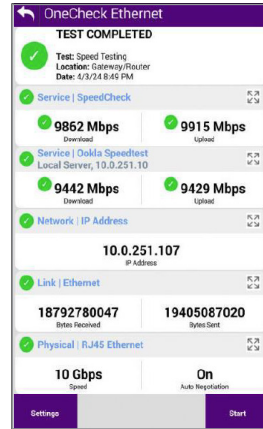 OneCheck Ethernet
TEST COMPLETED
Test: Speed Testing
Location: Gateway/Router
Date: 4/3/24 8:49 PM
Service | SpeedCheck
9862 Mbps
Download
9915 Mbps
Upload
Service | Ookla Speedtest
Local Server, 10.0.251.10
9442 Mbps
Download
9429 Mbps
Upload
Network | IP Address
10.0.251.107
IP Address
Link | Ethernet
18792780047
Bytes Received
19405087020
Bytes Sent
Physical | RJ45 Ethernet
10 Gbps
Speed
On
Auto Negotiation
Settings
Start